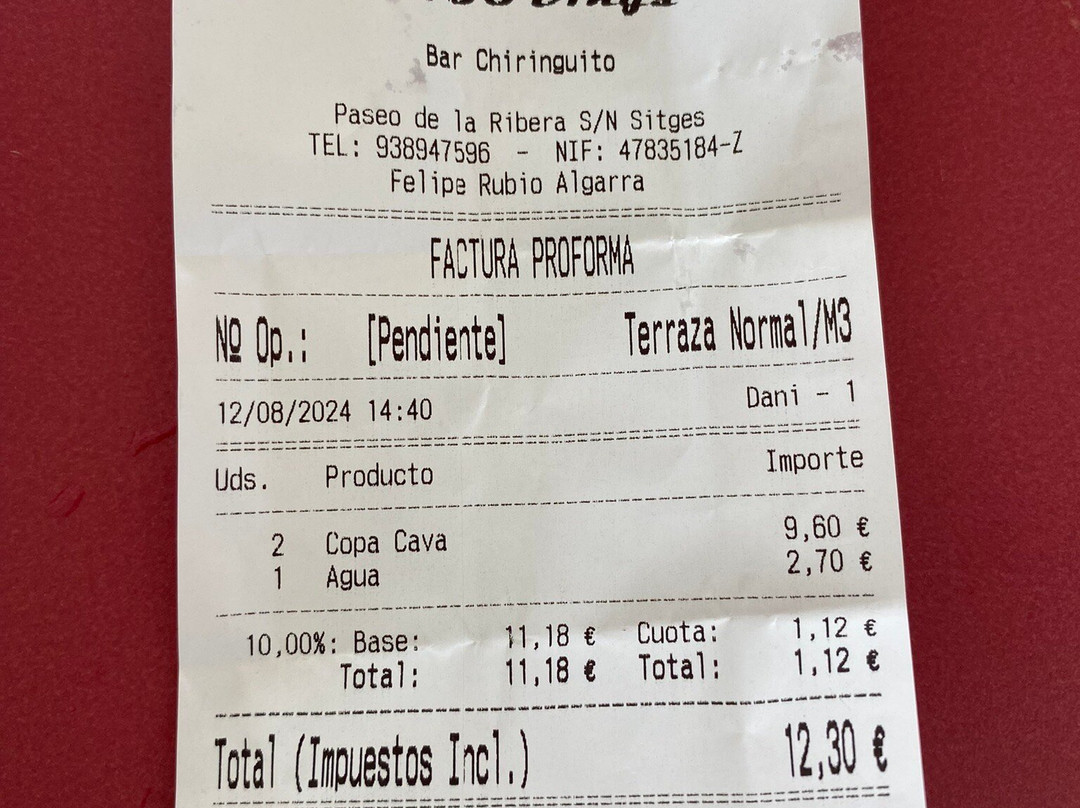 Bar Chiringuito
Paseo de la Ribera S/N Sitges
TEL: 938947596 - NIF: 47835184-Z
Felipe Rubio Algarra
FACTURA PROFORMA
Nº Op.: [Pendiente] Terraza Normal/M3
12/08/2024 14:40 Dani - 1
Uds. Producto Importe
2 Copa Cava 9,60 €
1 Agua 2,70 €
10,00%: Base: 11,18 € Cuota: 1,12 €
Total: 11,18 € Total: 1,12 €
Total (Impuestos Incl.) 12,30 €